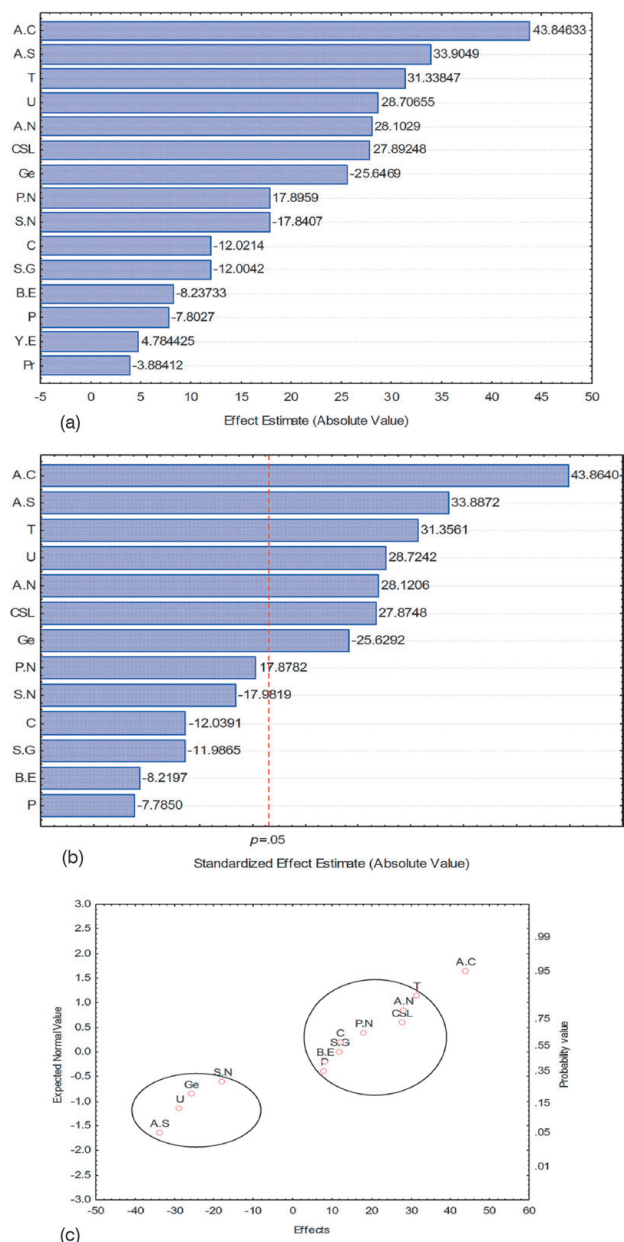 A.C 43.84633
A.S 33.9049
T 31.33847
U 28.70655
A.N 28.1029
CSL 27.89248
Ge -25.6469
P.N 17.8959
S.N -17.8407
C -12.0214
S.G -12.0042
B.E -8.23733
P -7.8027
Y.E 4.784425
Pr -3.88412
-5 0 5 10 15 20 25 30 35 40 45 50
(a) Effect Estimate (Absolute Value)
A.C 43.8640
A.S 33.8872
T 31.3561
U 28.7242
A.N 28.1206
CSL 27.8748
Ge -25.6292
P.N 17.8782
S.N -17.9819
C -12.0391
S.G -11.9865
B.E -8.2197
P -7.7850
p=.05
(b) Standardized Effect Estimate (Absolute Value)
3.0
2.5
2.0 .99
A.C
1.5 .95
T
1.0 A.N
CSL .75
0.5 P.N
C
S.G .55
0.0 B.E
P .35
-0.5 S.N
Ge
-1.0 U .15
-1.5 A.S .05
-2.0
.01
-2.5
-3.0
Expected Normal Value
Probabilty value
-50 -40 -30 -20 -10 0 10 20 30 40 50 60
(c) Effects